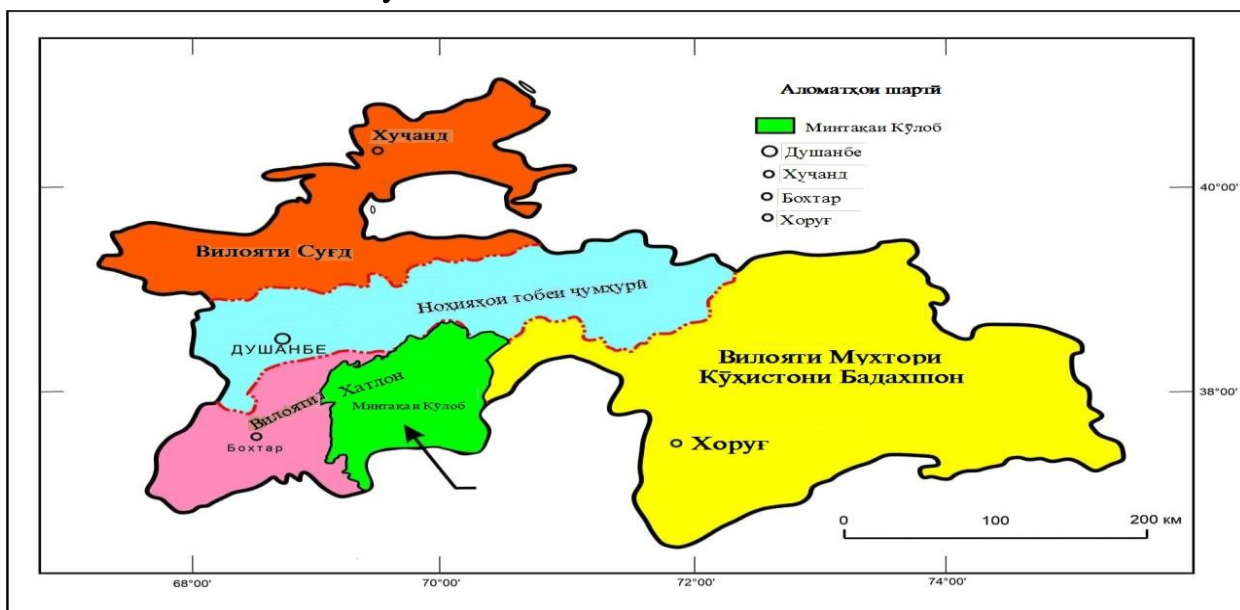 у
Аломатҳои шартӣ
Минтақаи Кӯлоб
Душанбе
Хуҷанд
Бохтар
Хоруғ
Хуҷанд
40°00'
Вилояти Суғд
Ноҳияҳои тобеи ҷумҳурӣ
ДУШАНБЕ
Вилояти Мухтори
Кӯҳистони Бадахшон
Вилояти Хатлон
38°00'
Минтақаи Кӯлоб
Бохтар
Хоруғ
0 100 200 км
68°00' 70°00' 72°00' 74°00'